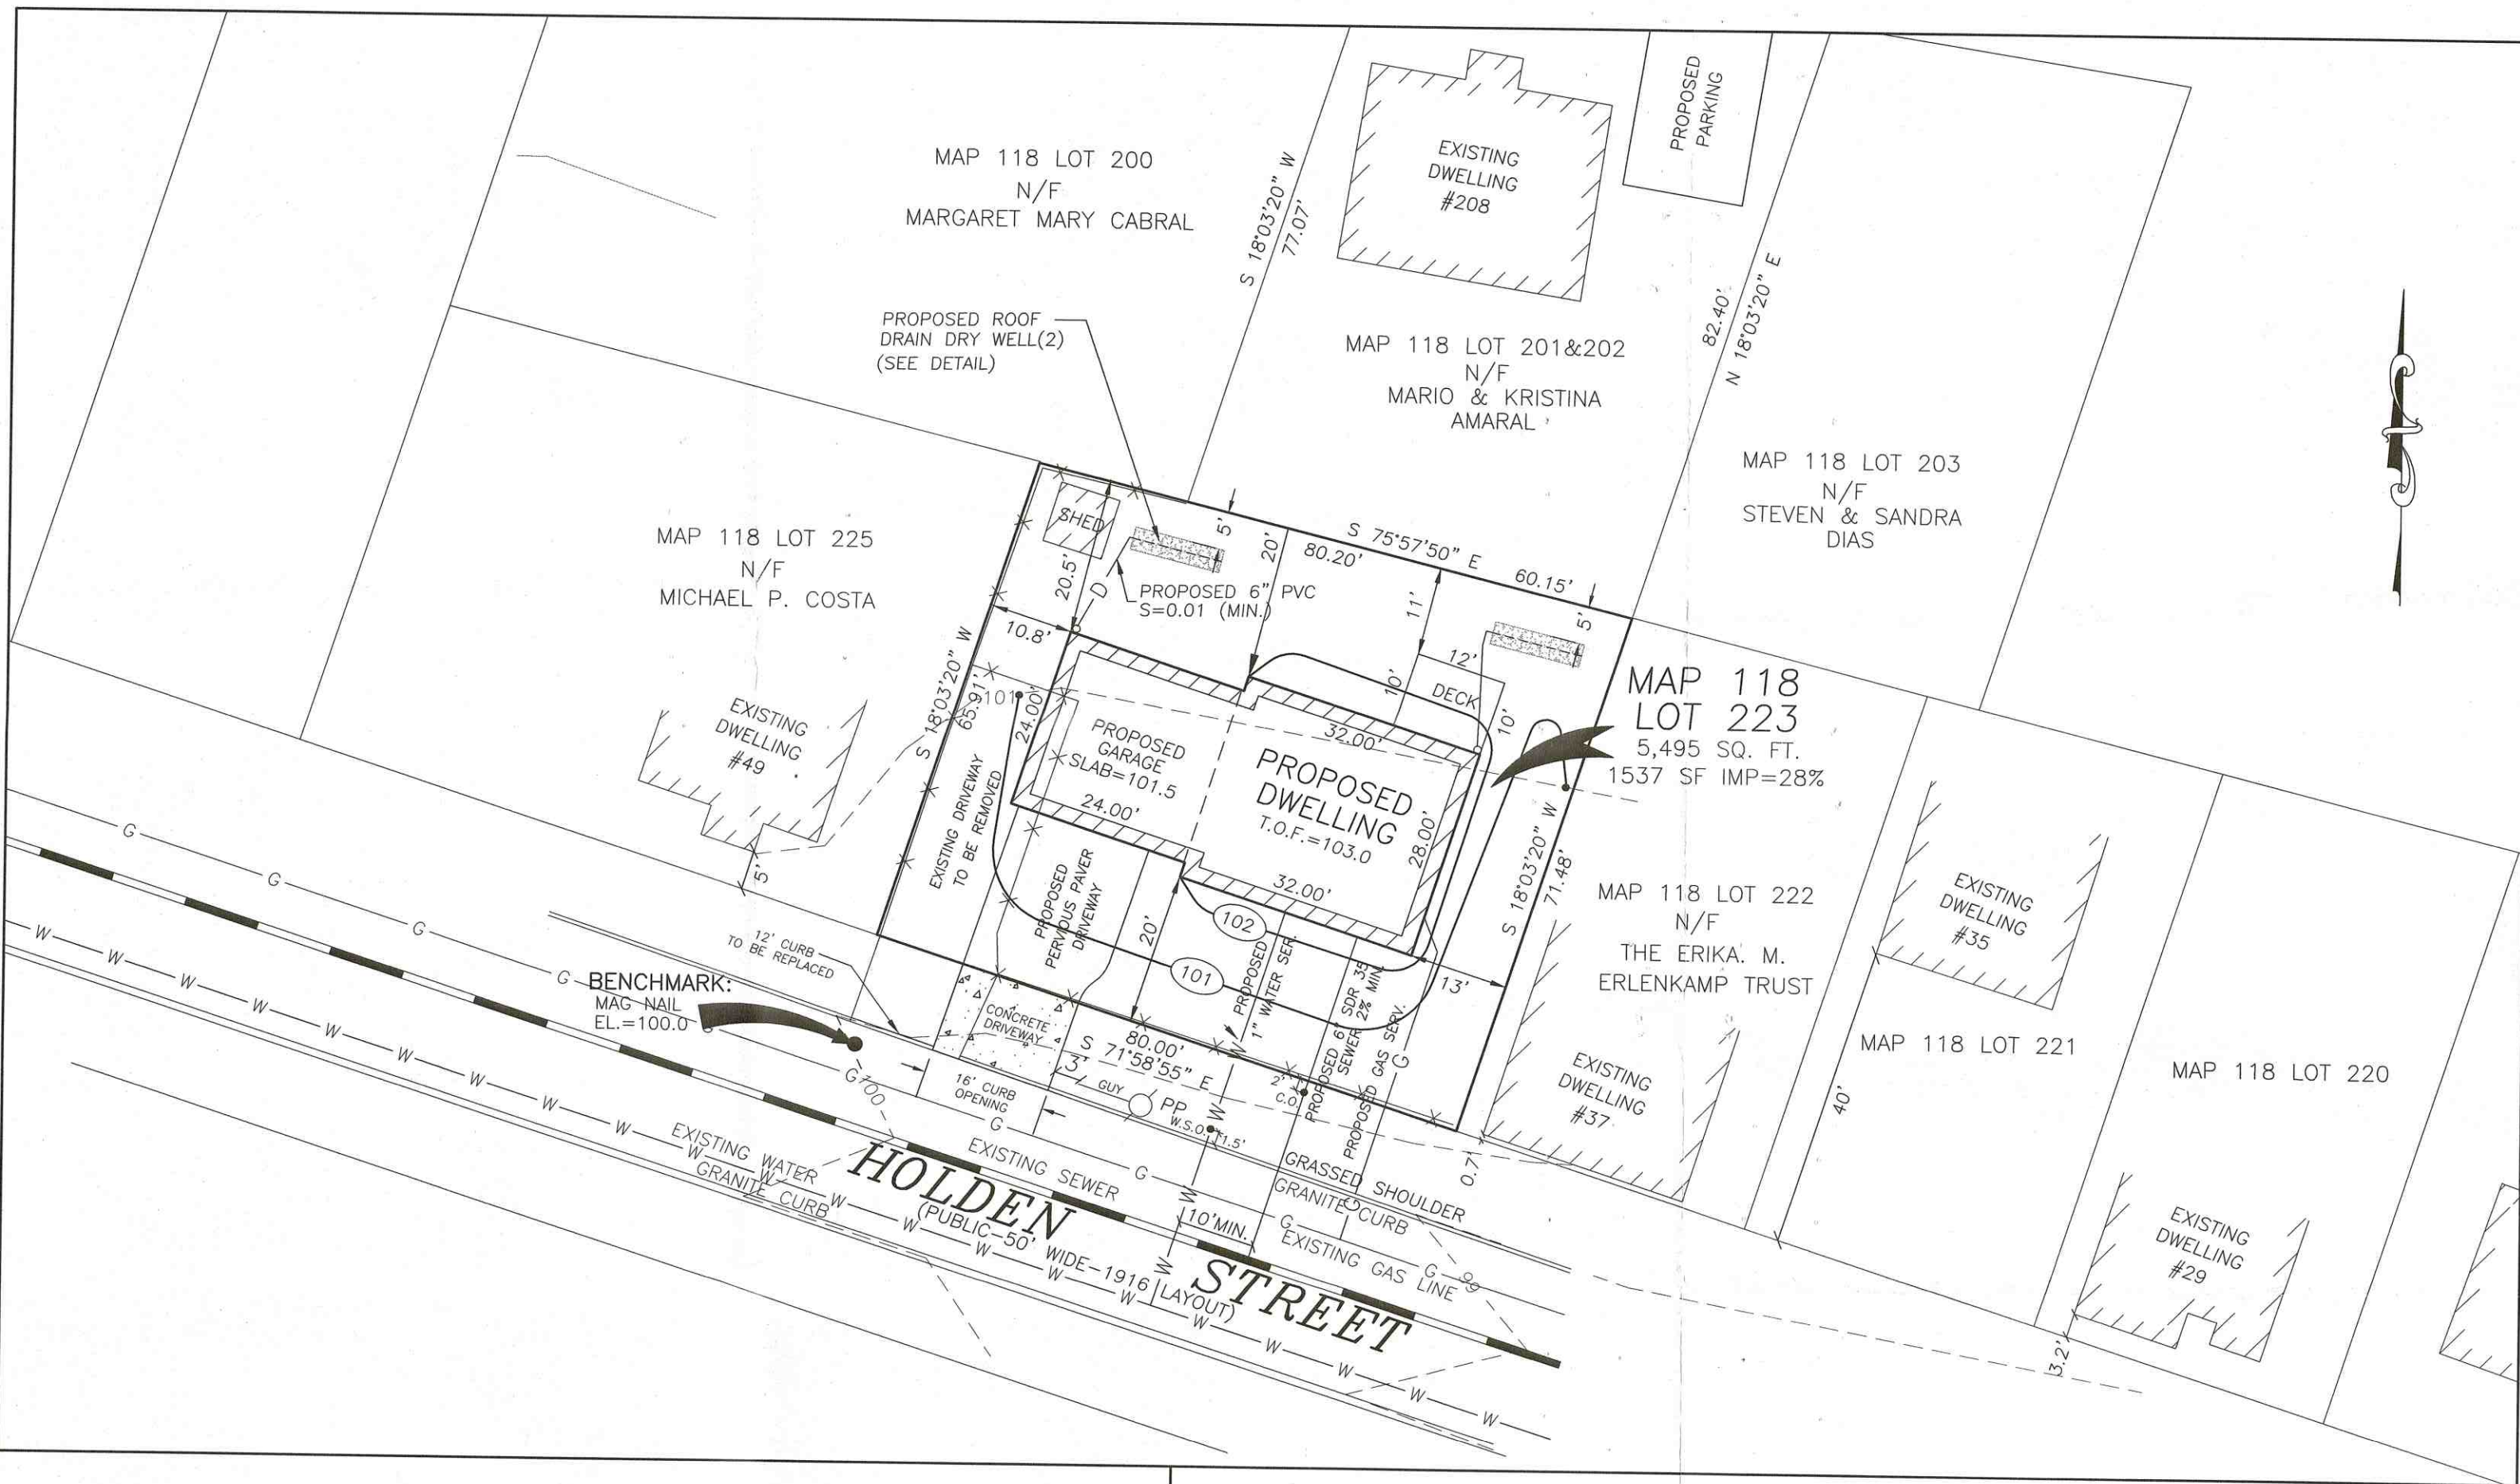 MAP 118 LOT 200
N/F
MARGARET MARY CABRAL
S 18°03'20" W
77.07'
EXISTING
DWELLING
#208
PROPOSED
PARKING
PROPOSED ROOF
DRAIN DRY WELL(2)
(SEE DETAIL)
MAP 118 LOT 201&202
N/F
MARIO & KRISTINA
AMARAL
82.40'
N 18°03'20" E
MAP 118 LOT 203
N/F
STEVEN & SANDRA
DIAS
MAP 118 LOT 225
N/F
MICHAEL P. COSTA
SHED
20.5'
D
5'
20'
S 75°57'50" E
80.20'
60.15'
5'
PROPOSED 6" PVC
S=0.01 (MIN.)
11'
12'
10'
DECK
10'
10.8'
S 18°03'20" W
65.91'
101
24.00'
PROPOSED
GARAGE
SLAB=101.5
24.00'
32.00'
PROPOSED
DWELLING
T.O.F.=103.0
28.00'
32.00'
MAP 118
LOT 223
5,495 SQ. FT.
1537 SF IMP=28%
EXISTING
DWELLING
#49
5'
EXISTING DRIVEWAY
TO BE REMOVED
PROPOSED
PERVIOUS PAVER
DRIVEWAY
20'
102
101
PROPOSED
1" WATER SER.
PROPOSED 6" SDR 35
SEWER 2% MIN.
PROPOSED GAS SERV.
13'
S 18°03'20" W
71.48'
MAP 118 LOT 222
N/F
THE ERIKA. M.
ERLENKAMP TRUST
EXISTING
DWELLING
#35
EXISTING
DWELLING
#37
MAP 118 LOT 221
MAP 118 LOT 220
40'
0.7'
EXISTING
DWELLING
#29
3.2'
12' CURB
TO BE REPLACED
BENCHMARK:
MAG NAIL
EL.=100.0
CONCRETE
DRIVEWAY
80.00'
S 71°58'55" E
3'
GUY
PP
W.S.O.
1.5'
2'
C.O.
16' CURB
OPENING
100
G G G G G G G G G G
W W W W W W W W W W
EXISTING WATER
GRANITE CURB
EXISTING SEWER
GRASSED SHOULDER
GRANITE CURB
EXISTING GAS LINE
10'MIN.
99
HOLDEN
STREET
(PUBLIC-50' WIDE-1916 LAYOUT)